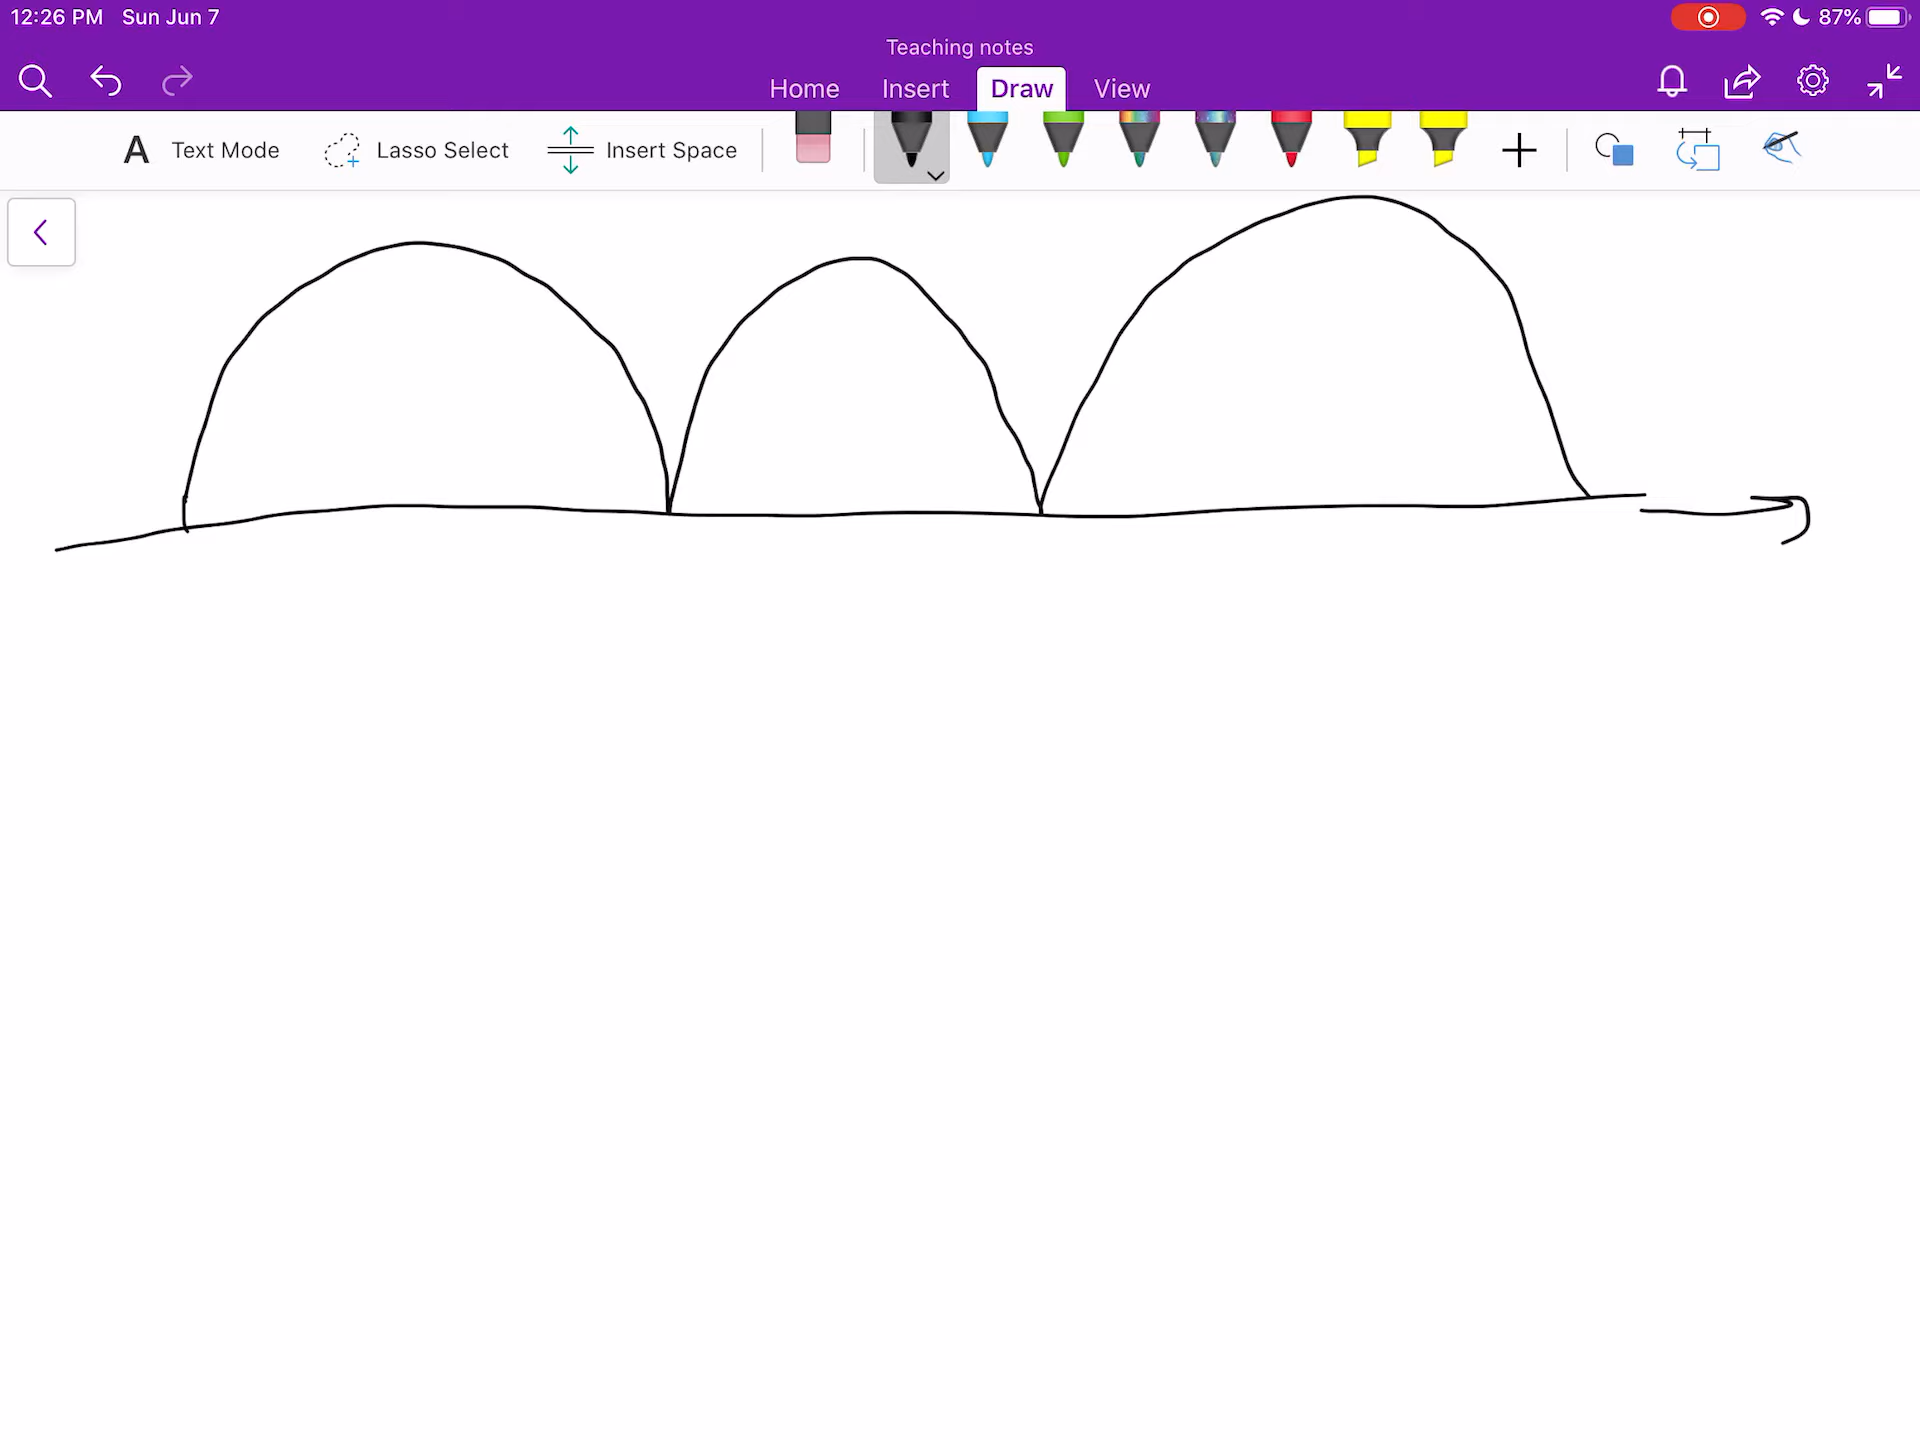 12:26 PM Sun Jun 7
87%
Teaching notes
Home Insert Draw View
A Text Mode Lasso Select Insert Space